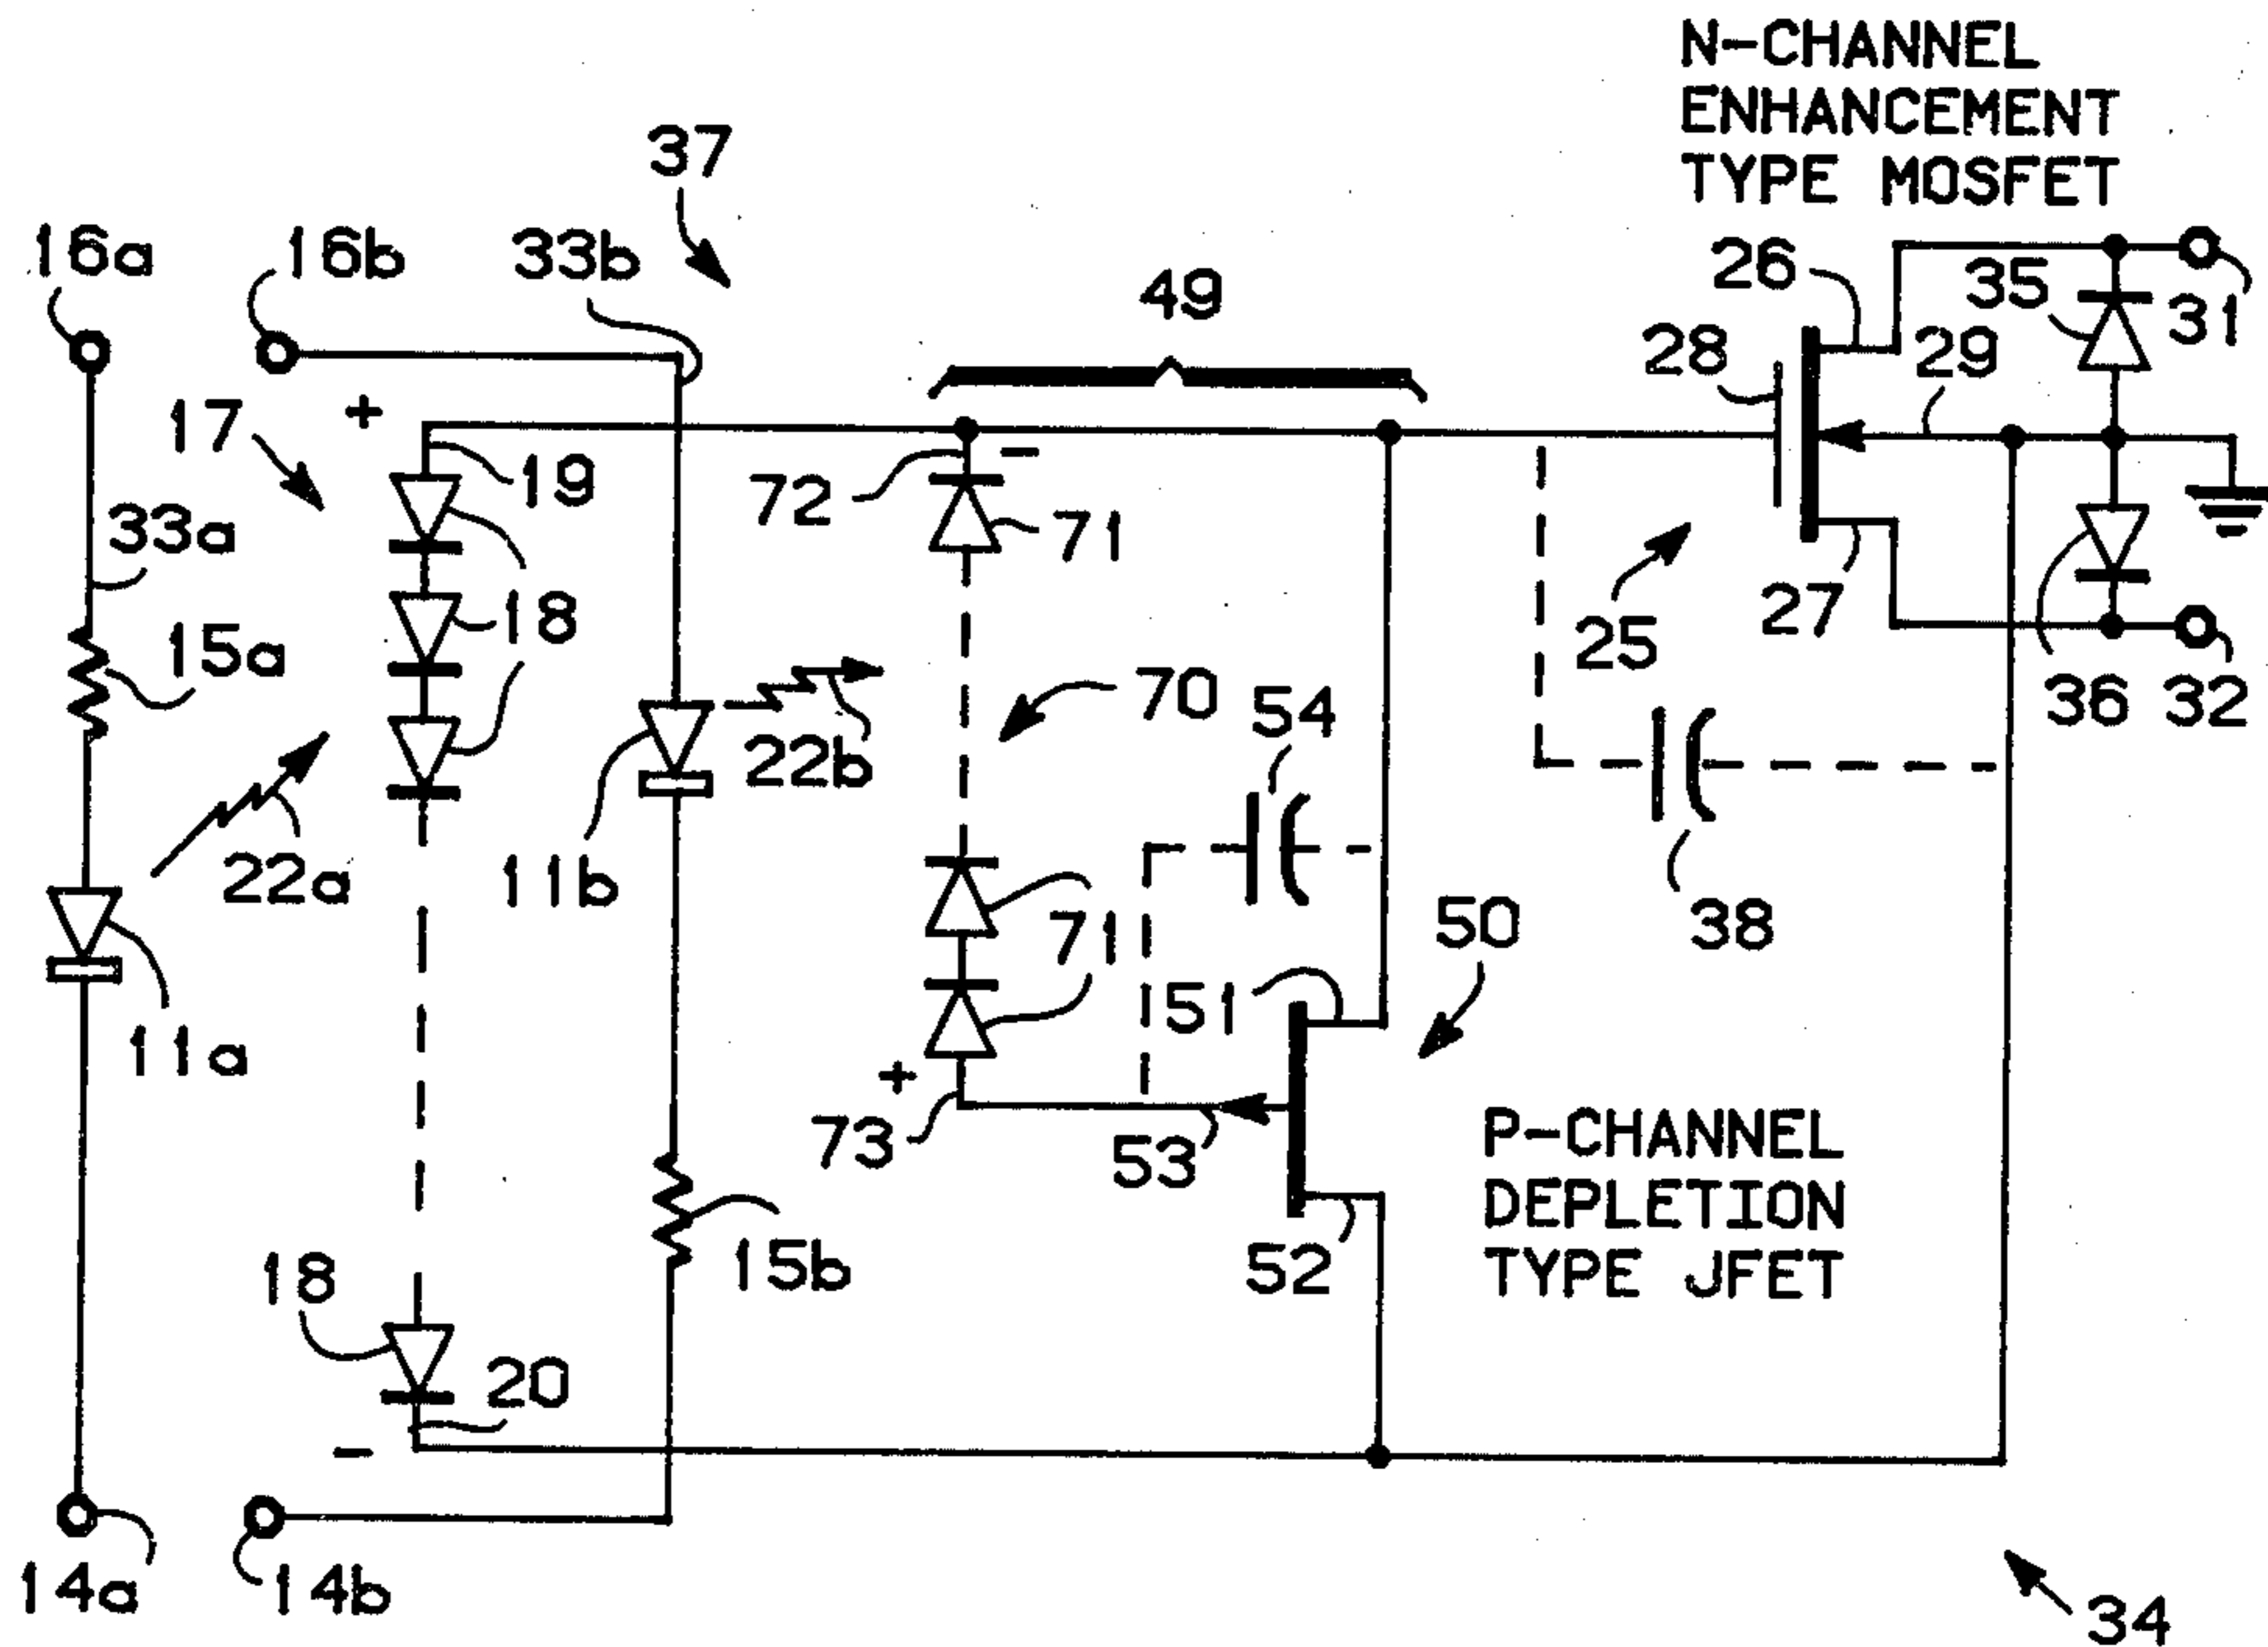 N-CHANNEL
ENHANCEMENT
TYPE MOSFET
37
16a
16b
33b
49
26
35
31
28
29
17
+
19
72
-
71
33a
18
25
27
36
32
15a
70
54
22b
22a
11b
38
71
50
51
11a
+
73
53
P-CHANNEL
DEPLETION
TYPE JFET
52
15b
18
20
-
14a
14b
34